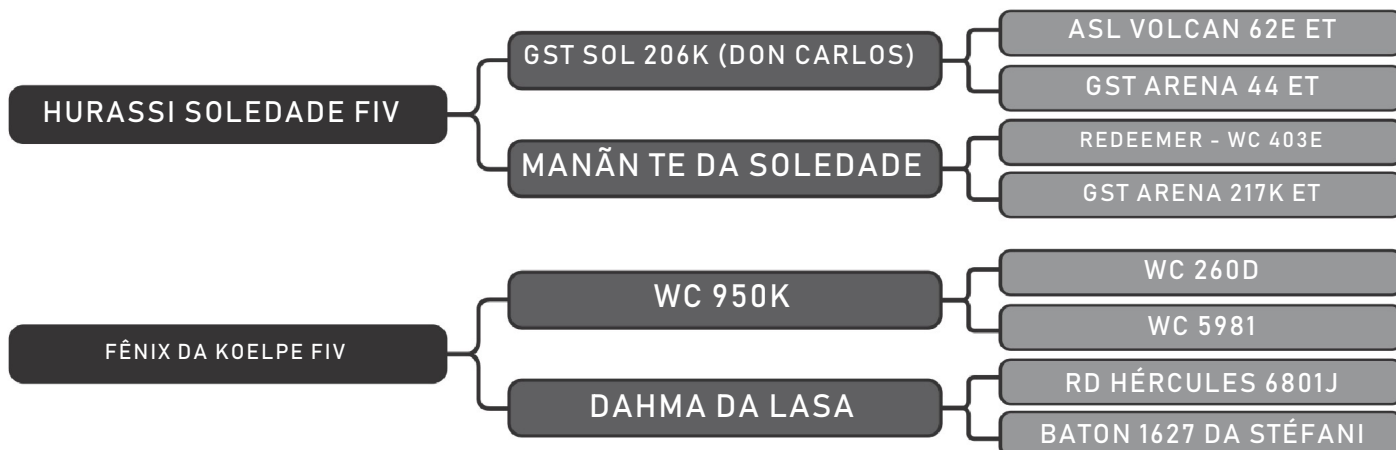 HURASSI SOLEDADE FIV
GST SOL 206K (DON CARLOS)
MANÃN TE DA SOLEDADE
ASL VOLCAN 62E ET
GST ARENA 44 ET
REDEEMER - WC 403E
GST ARENA 217K ET
FÊNIX DA KOELPE FIV
WC 950K
DAHMA DA LASA
WC 260D
WC 5981
RD HÉRCULES 6801J
BATON 1627 DA STÉFANI